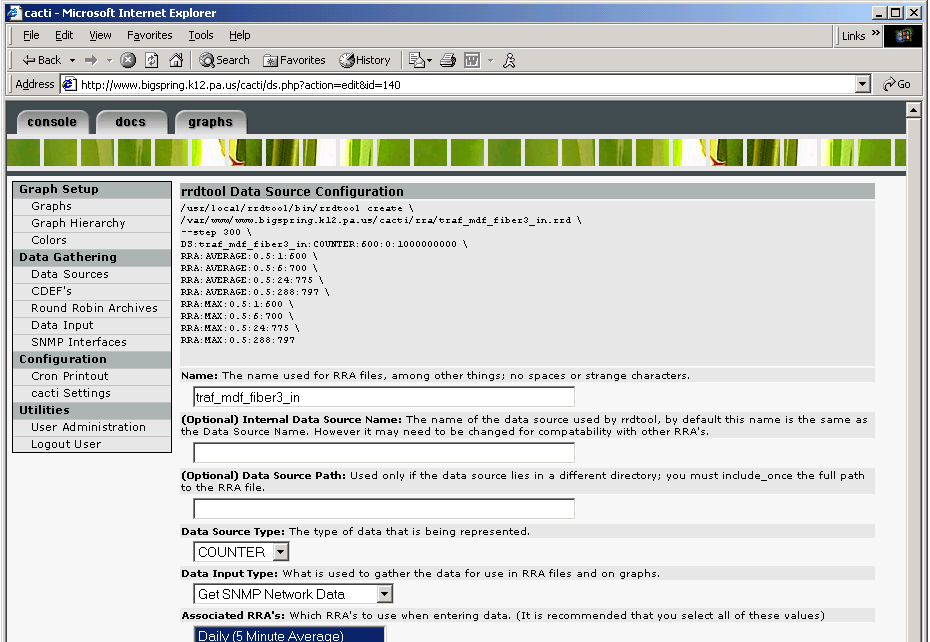 cacti - Microsoft Internet Explorer
File Edit View Favorites Tools Help Links »
Back Search Favorites History
Address http://www.bigspring.k12.pa.us/cacti/ds.php?action=edit&id=140 Go
console docs graphs
Graph Setup
Graphs
Graph Hierarchy
Colors
Data Gathering
Data Sources
CDEF's
Round Robin Archives
Data Input
SNMP Interfaces
Configuration
Cron Printout
cacti Settings
Utilities
User Administration
Logout User
rrdtool Data Source Configuration
/usr/local/rrdtool/bin/rrdtool create \
/var/www/www.bigspring.k12.pa.us/cacti/rra/traf_mdf_fiber3_in.rrd \
--step 300 \
DS:traf_mdf_fiber3_in:COUNTER:600:0:1000000000 \
RRA:AVERAGE:0.5:1:600 \
RRA:AVERAGE:0.5:6:700 \
RRA:AVERAGE:0.5:24:775 \
RRA:AVERAGE:0.5:288:797 \
RRA:MAX:0.5:1:600 \
RRA:MAX:0.5:6:700 \
RRA:MAX:0.5:24:775 \
RRA:MAX:0.5:288:797
Name: The name used for RRA files, among other things; no spaces or strange characters.
traf_mdf_fiber3_in
(Optional) Internal Data Source Name: The name of the data source used by rrdtool, by default this name is the same as
the Data Source Name. However it may need to be changed for compatability with other RRA's.
(Optional) Data Source Path: Used only if the data source lies in a different directory; you must include_once the full path
to the RRA file.
Data Source Type: The type of data that is being represented.
COUNTER
Data Input Type: What is used to gather the data for use in RRA files and on graphs.
Get SNMP Network Data
Associated RRA's: Which RRA's to use when entering data. (It is recommended that you select all of these values)
Daily (5 Minute Average)